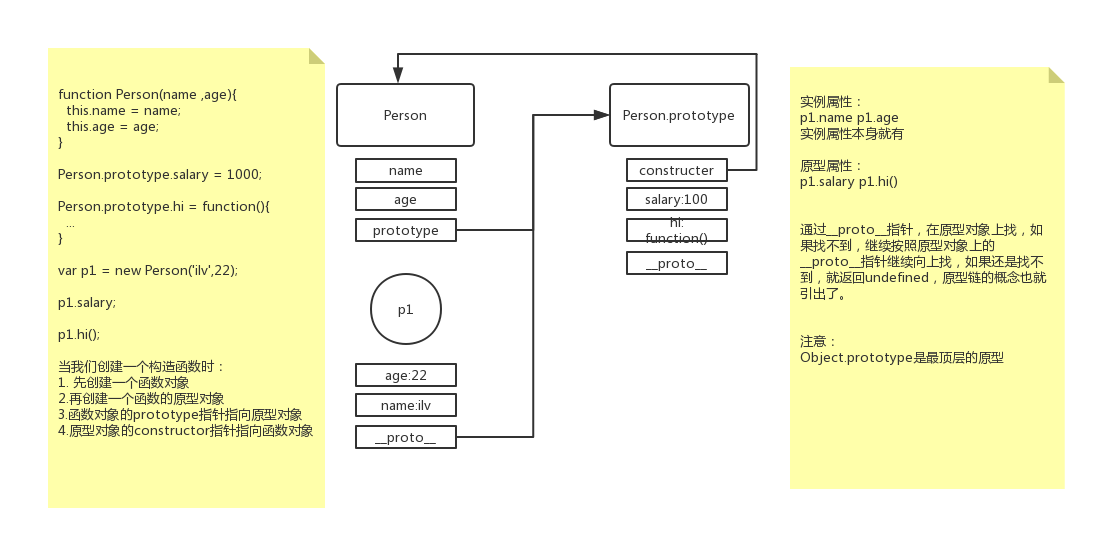 function Person(name ,age){
this.name = name;
this.age = age;
}
Person.prototype.salary = 1000;
Person.prototype.hi = function(){
...
}
var p1 = new Person('ilv',22);
p1.salary;
p1.hi();
当我们创建一个构造函数时：
1. 先创建一个函数对象
2.再创建一个函数的原型对象
3.函数对象的prototype指针指向原型对象
4.原型对象的constructor指针指向函数对象
Person
name
age
prototype
p1
age:22
name:ilv
__proto__
Person.prototype
constructer
salary:100
hi:
function()
__proto__
实例属性：
p1.name p1.age
实例属性本身就有
原型属性：
p1.salary p1.hi()
通过__proto__指针，在原型对象上找，如
果找不到，继续按照原型对象上的
__proto__指针继续向上找，如果还是找不
到，就返回undefined，原型链的概念也就
引出了。
注意：
Object.prototype是最顶层的原型